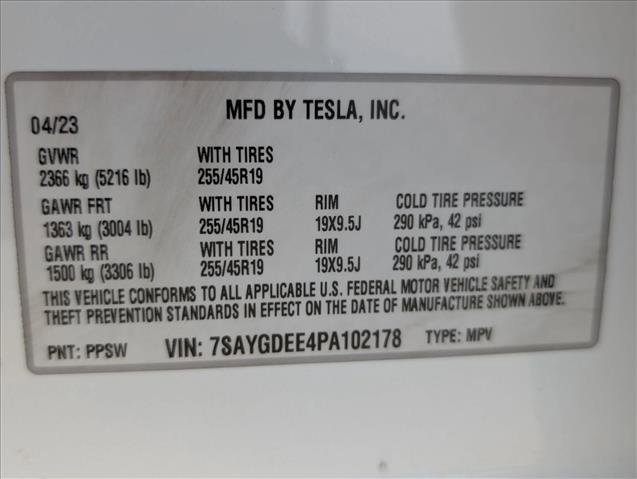 MFD BY TESLA, INC.
04/23
GVWR WITH TIRES
2366 kg (5216 lb) 255/45R19
GAWR FRT WITH TIRES RIM COLD TIRE PRESSURE
1363 kg (3004 lb) 255/45R19 19X9.5J 290 kPa, 42 psi
GAWR RR WITH TIRES RIM COLD TIRE PRESSURE
1500 kg (3306 lb) 255/45R19 19X9.5J 290 kPa, 42 psi
THIS VEHICLE CONFORMS TO ALL APPLICABLE U.S. FEDERAL MOTOR VEHICLE SAFETY AND
THEFT PREVENTION STANDARDS IN EFFECT ON THE DATE OF MANUFACTURE SHOWN ABOVE.
PNT: PPSW VIN: 7SAYGDEE4PA102178 TYPE: MPV